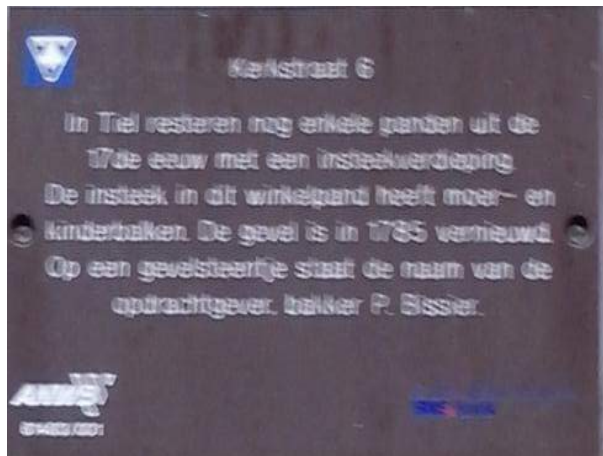 Kerkstraat 6
In Tiel resteren nog enkele panden uit de
17de eeuw met een insteekverdieping
De insteek in dit winkelpand heeft moer- en
kinderbalken. De gevel is in 1785 vernieuwd.
Op een gevelsteentje staat de naam van de
opdrachtgever, bakker P. Bissier.
ANWB